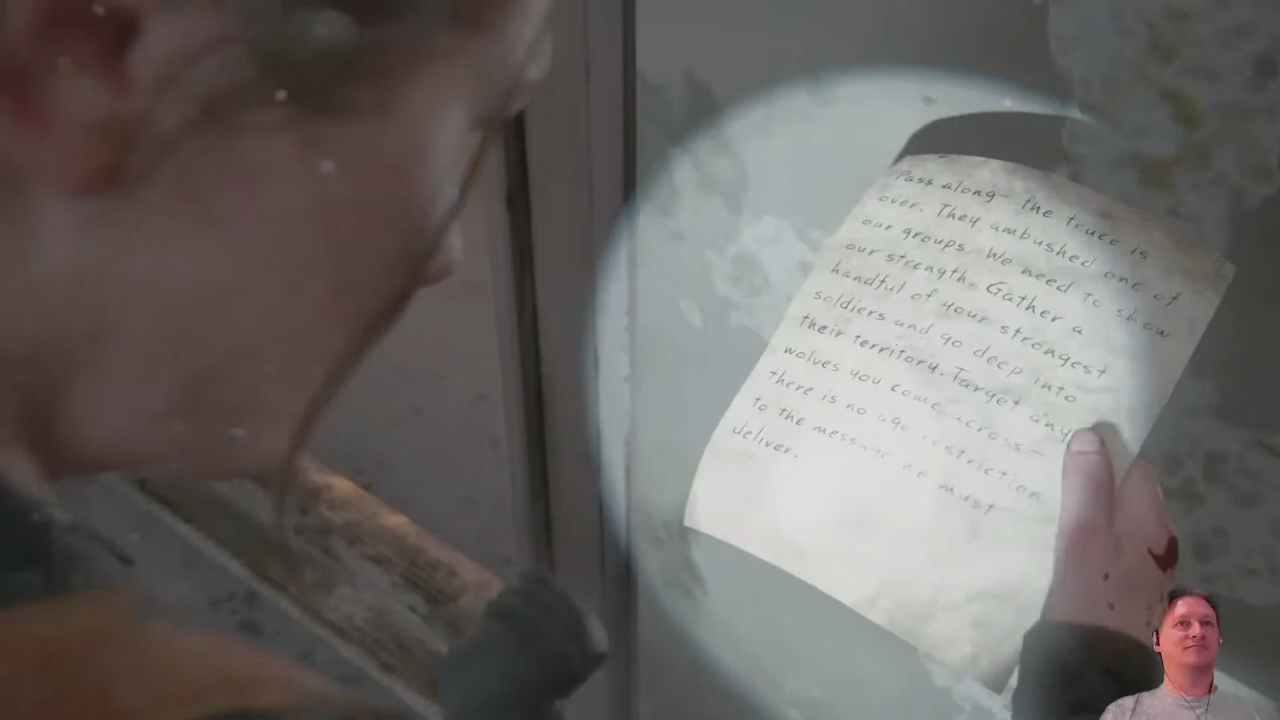 Pass along- the truce is
over. They ambushed one of
our groups. We need to show
our strength. Gather a
handful of your strongest
soldiers and go deep into
their territory. Target any
wolves you come across-
there is no age restriction
to the message we must
deliver.